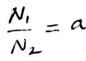 N₁/N₂ = a